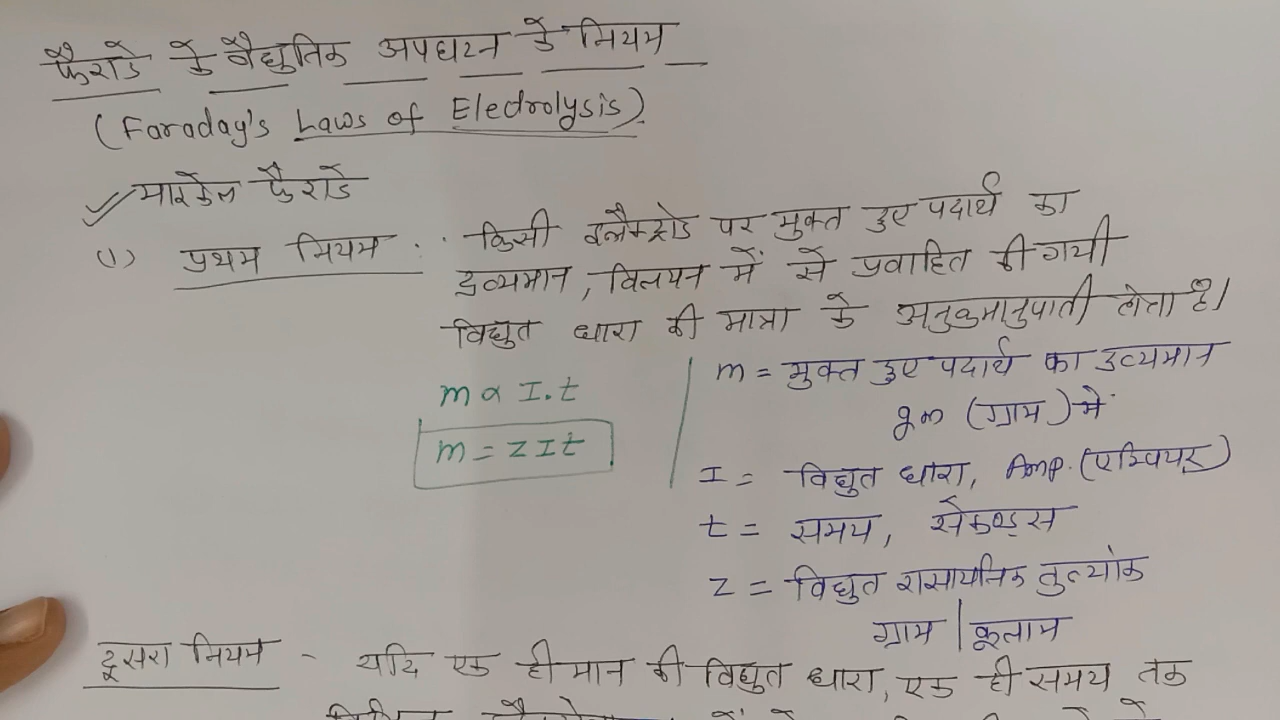 फैराडे के वैद्युतिक अपघटन के नियम
(Faraday's Laws of Electrolysis)
माईकेल फैराडे
(1) प्रथम नियम : किसी इलैक्ट्रोड पर मुक्त हुए पदार्थ का
द्रव्यमान, विलयन में से प्रवाहित की गयी
विद्युत धारा की मात्रा के अनुक्रमानुपाती होता है।
m ∝ I.t
m = ZIt
m = मुक्त हुए पदार्थ का द्रव्यमान
gm (ग्राम) में
I = विद्युत धारा, Amp. (एम्पियर)
t = समय, सेकण्ड्स
Z = विद्युत रासायनिक तुल्यांक
ग्राम | कूलाम
दूसरा नियम - यदि एक ही मान की विद्युत धारा, एक ही समय तक